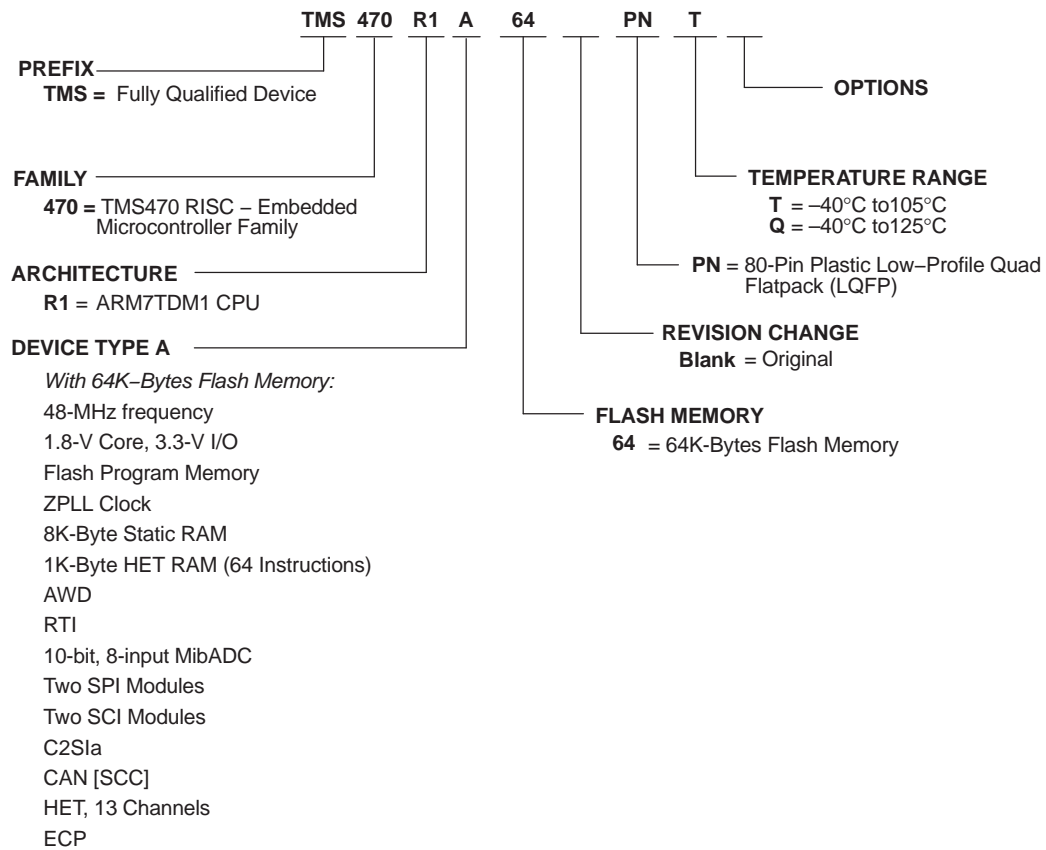 TMS 470 R1 A 64 PN T
PREFIX
TMS = Fully Qualified Device
OPTIONS
FAMILY
470 = TMS470 RISC − Embedded
Microcontroller Family
TEMPERATURE RANGE
T = –40°C to105°C
Q = –40°C to125°C
ARCHITECTURE
R1 = ARM7TDM1 CPU
PN = 80-Pin Plastic Low−Profile Quad
Flatpack (LQFP)
REVISION CHANGE
Blank = Original
DEVICE TYPE A
With 64K−Bytes Flash Memory:
48-MHz frequency
1.8-V Core, 3.3-V I/O
Flash Program Memory
ZPLL Clock
8K-Byte Static RAM
1K-Byte HET RAM (64 Instructions)
AWD
RTI
10-bit, 8-input MibADC
Two SPI Modules
Two SCI Modules
C2SIa
CAN [SCC]
HET, 13 Channels
ECP
FLASH MEMORY
64 = 64K-Bytes Flash Memory